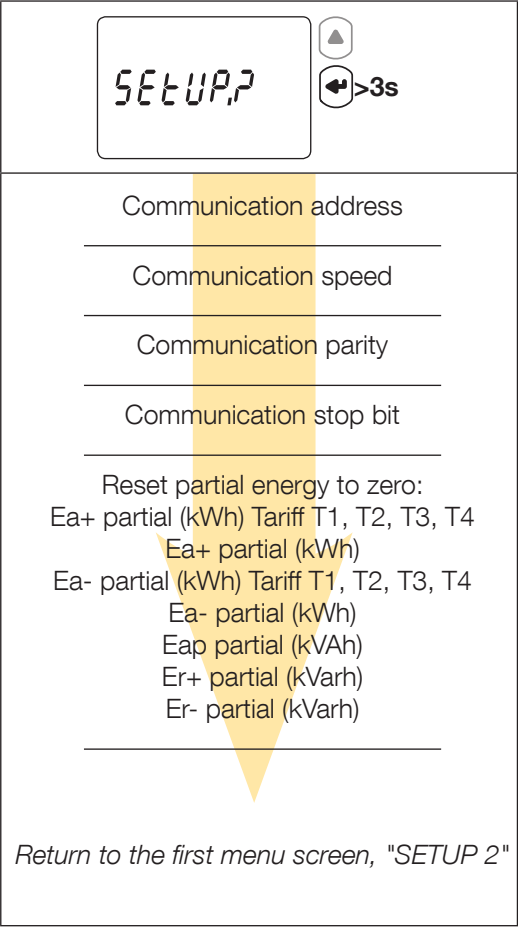 SEtUP.?
>3s
Communication address
Communication speed
Communication parity
Communication stop bit
Reset partial energy to zero:
Ea+ partial (kWh) Tariff T1, T2, T3, T4
Ea+ partial (kWh)
Ea- partial (kWh) Tariff T1, T2, T3, T4
Ea- partial (kWh)
Eap partial (kVAh)
Er+ partial (kVarh)
Er- partial (kVarh)
Return to the first menu screen, "SETUP 2"